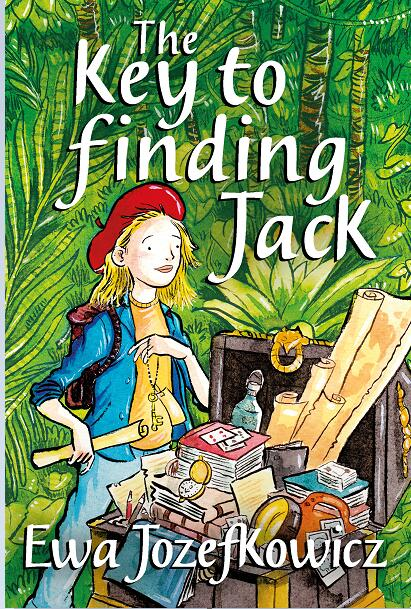 The
Key to
finding
Jack
Ewa Jozefkowicz